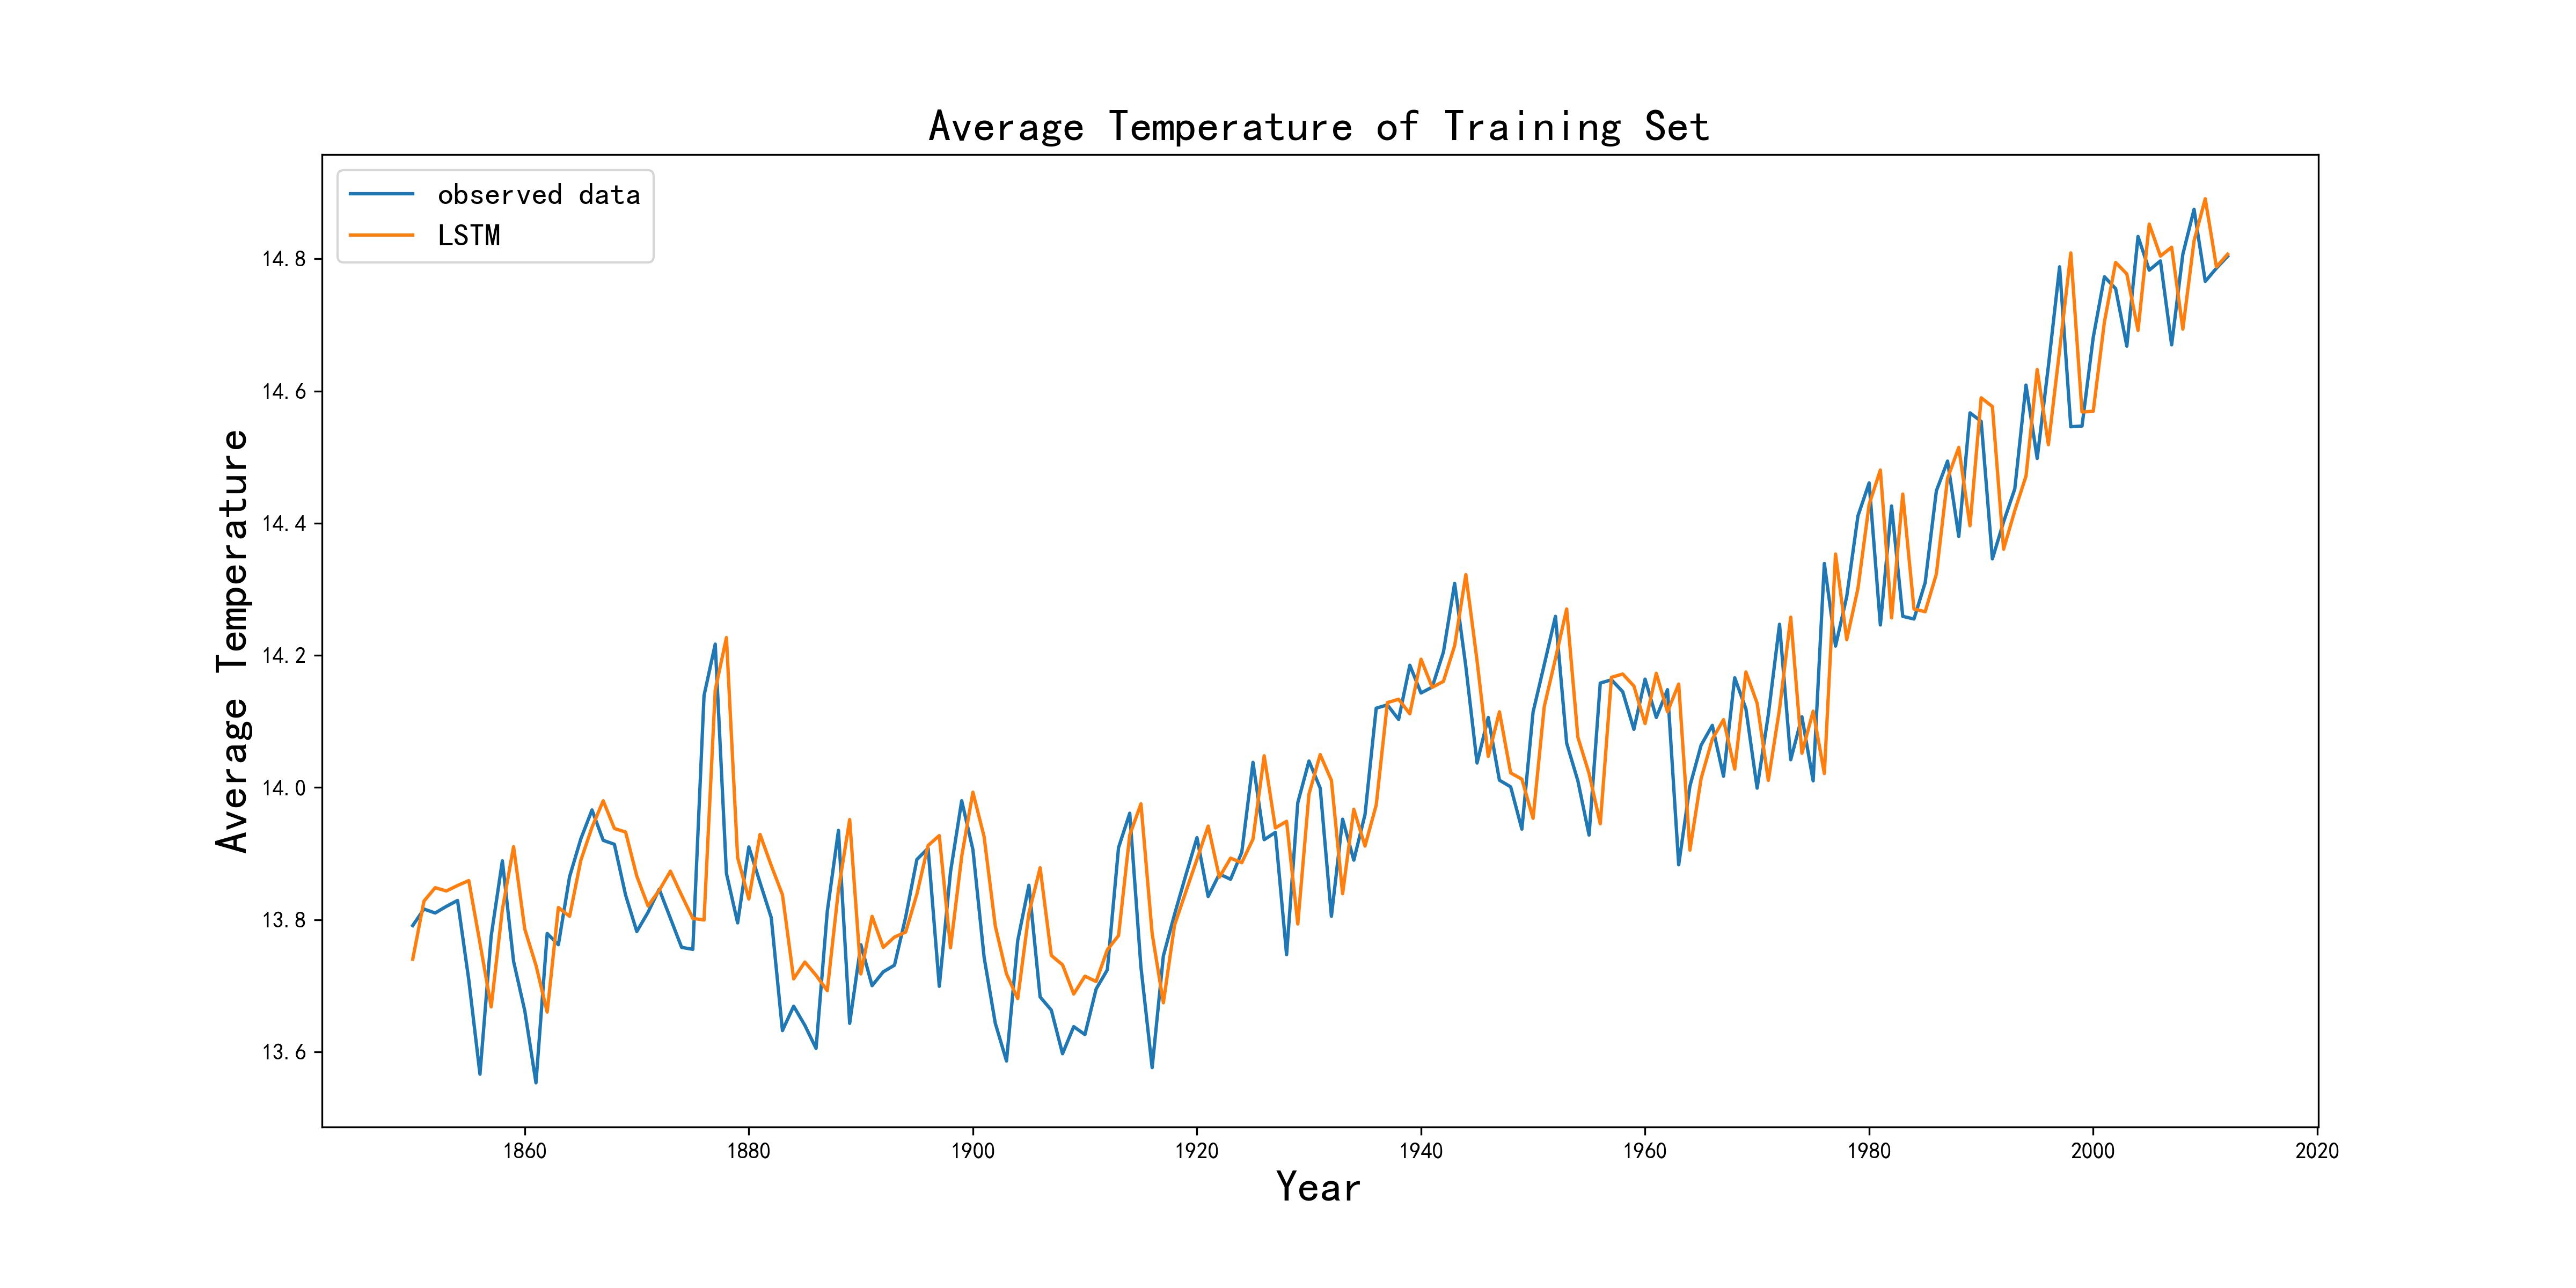 Average Temperature of Training Set
observed data
LSTM
Average Temperature
14.8
14.6
14.4
14.2
14.0
13.8
13.6
1860 1880 1900 1920 1940 1960 1980 2000 2020
Year